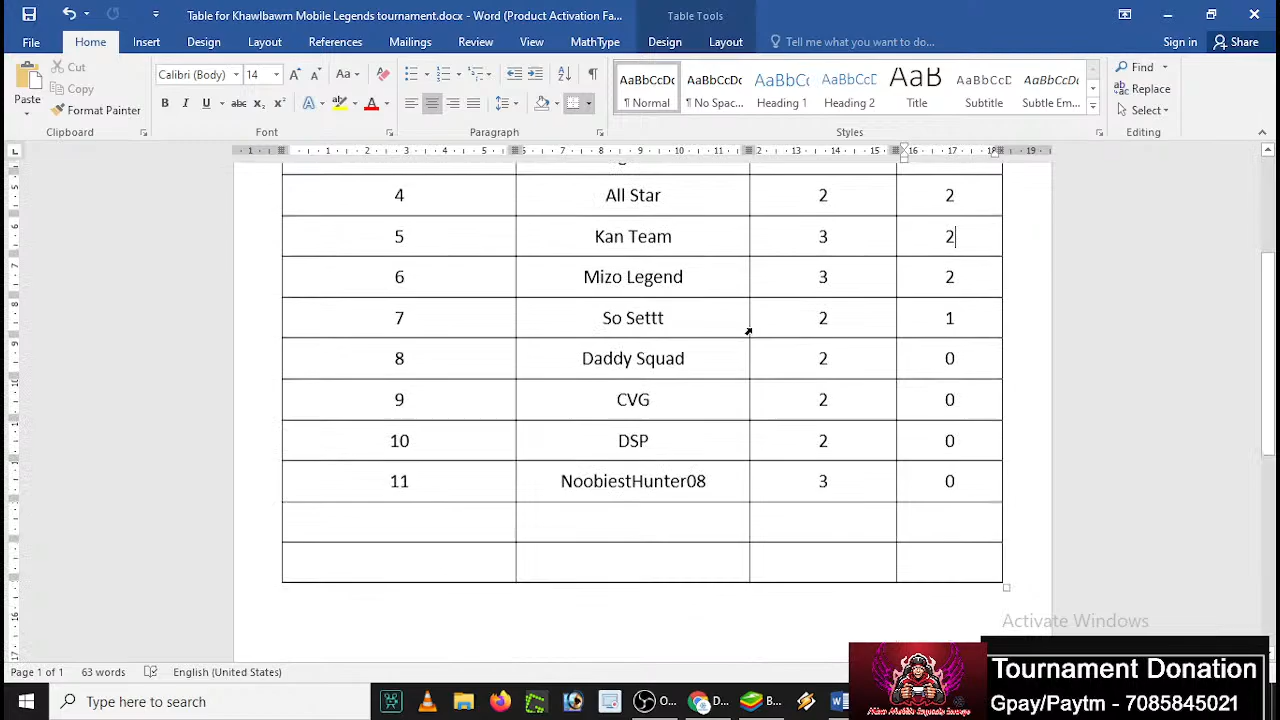 Table for Khawlbawm Mobile Legends tournament.docx - Word (Product Activation Fa...
Table Tools
File
Home
Insert
Design
Layout
References
Mailings
Review
View
MathType
Design
Layout
Tell me what you want to do...
Sign in
Share
Paste
Cut
Copy
Format Painter
Clipboard
Calibri (Body)
14
Font
Paragraph
AaBbCcDc
¶ Normal
AaBbCcDc
¶ No Spac...
AaBbCc
Heading 1
AaBbCcD
Heading 2
AaB
Title
AaBbCcD
Subtitle
AaBbCcDc
Subtle Em...
Styles
Find
Replace
Select
Editing
4 All Star 2 2
5 Kan Team 3 2
6 Mizo Legend 3 2
7 So Settt 2 1
8 Daddy Squad 2 0
9 CVG 2 0
10 DSP 2 0
11 NoobiestHunter08 3 0
Activate Windows
Page 1 of 1
63 words
English (United States)
Tournament Donation
Gpay/Paytm - 7085845021
Type here to search
O...
D...
B...